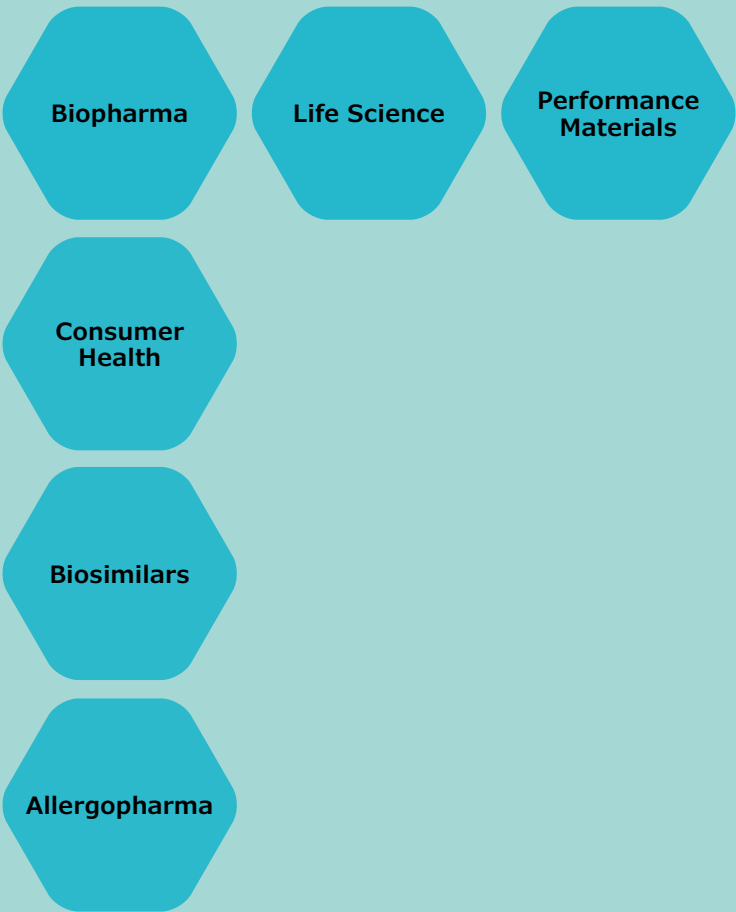 Biopharma
Life Science
Performance
Materials
Consumer
Health
Biosimilars
Allergopharma